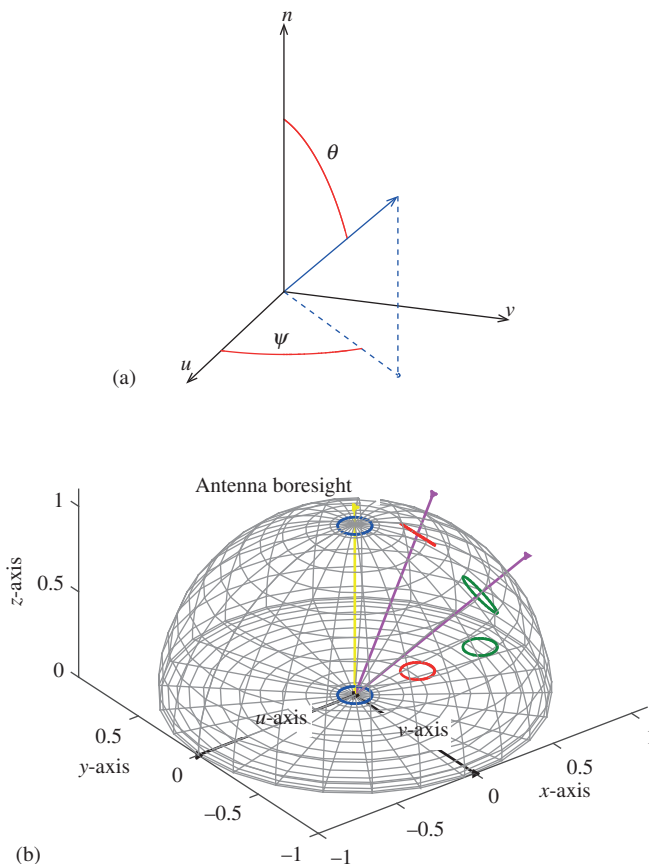 n
θ
v
ψ
u
(a)
Antenna boresight
1
0.5
0
z-axis
u-axis
v-axis
0.5
0
–0.5
–1
y-axis
–1
–0.5
0
0.5
1
x-axis
(b)